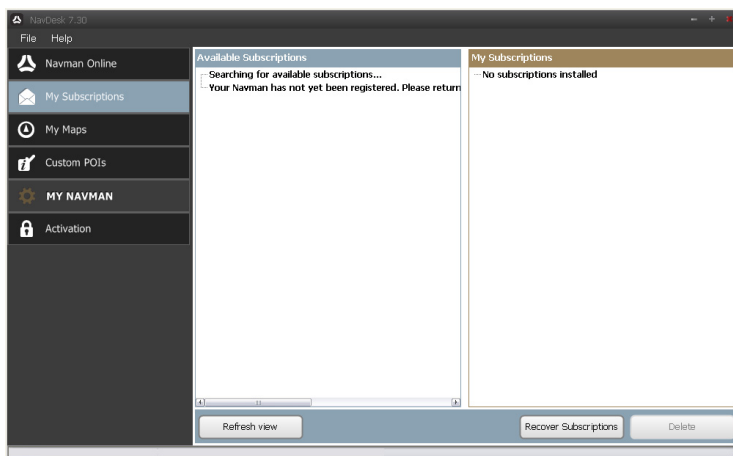 NavDesk 7.30
File Help
Navman Online
My Subscriptions
My Maps
Custom POIs
MY NAVMAN
Activation
Available Subscriptions
Searching for available subscriptions...
Your Navman has not yet been registered. Please return
My Subscriptions
No subscriptions installed
Refresh view
Recover Subscriptions
Delete